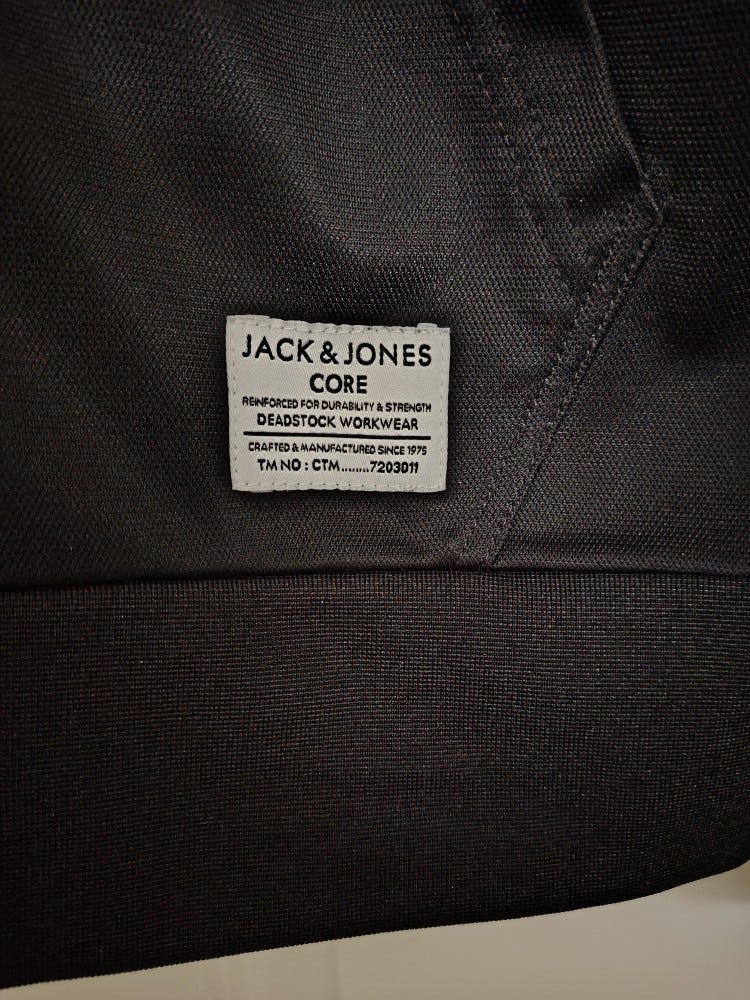 JACK & JONES
CORE
REINFORCED FOR DURABILITY & STRENGTH
DEADSTOCK WORKWEAR
CRAFTED & MANUFACTURED SINCE 1975
TM NO : CTM........7203011